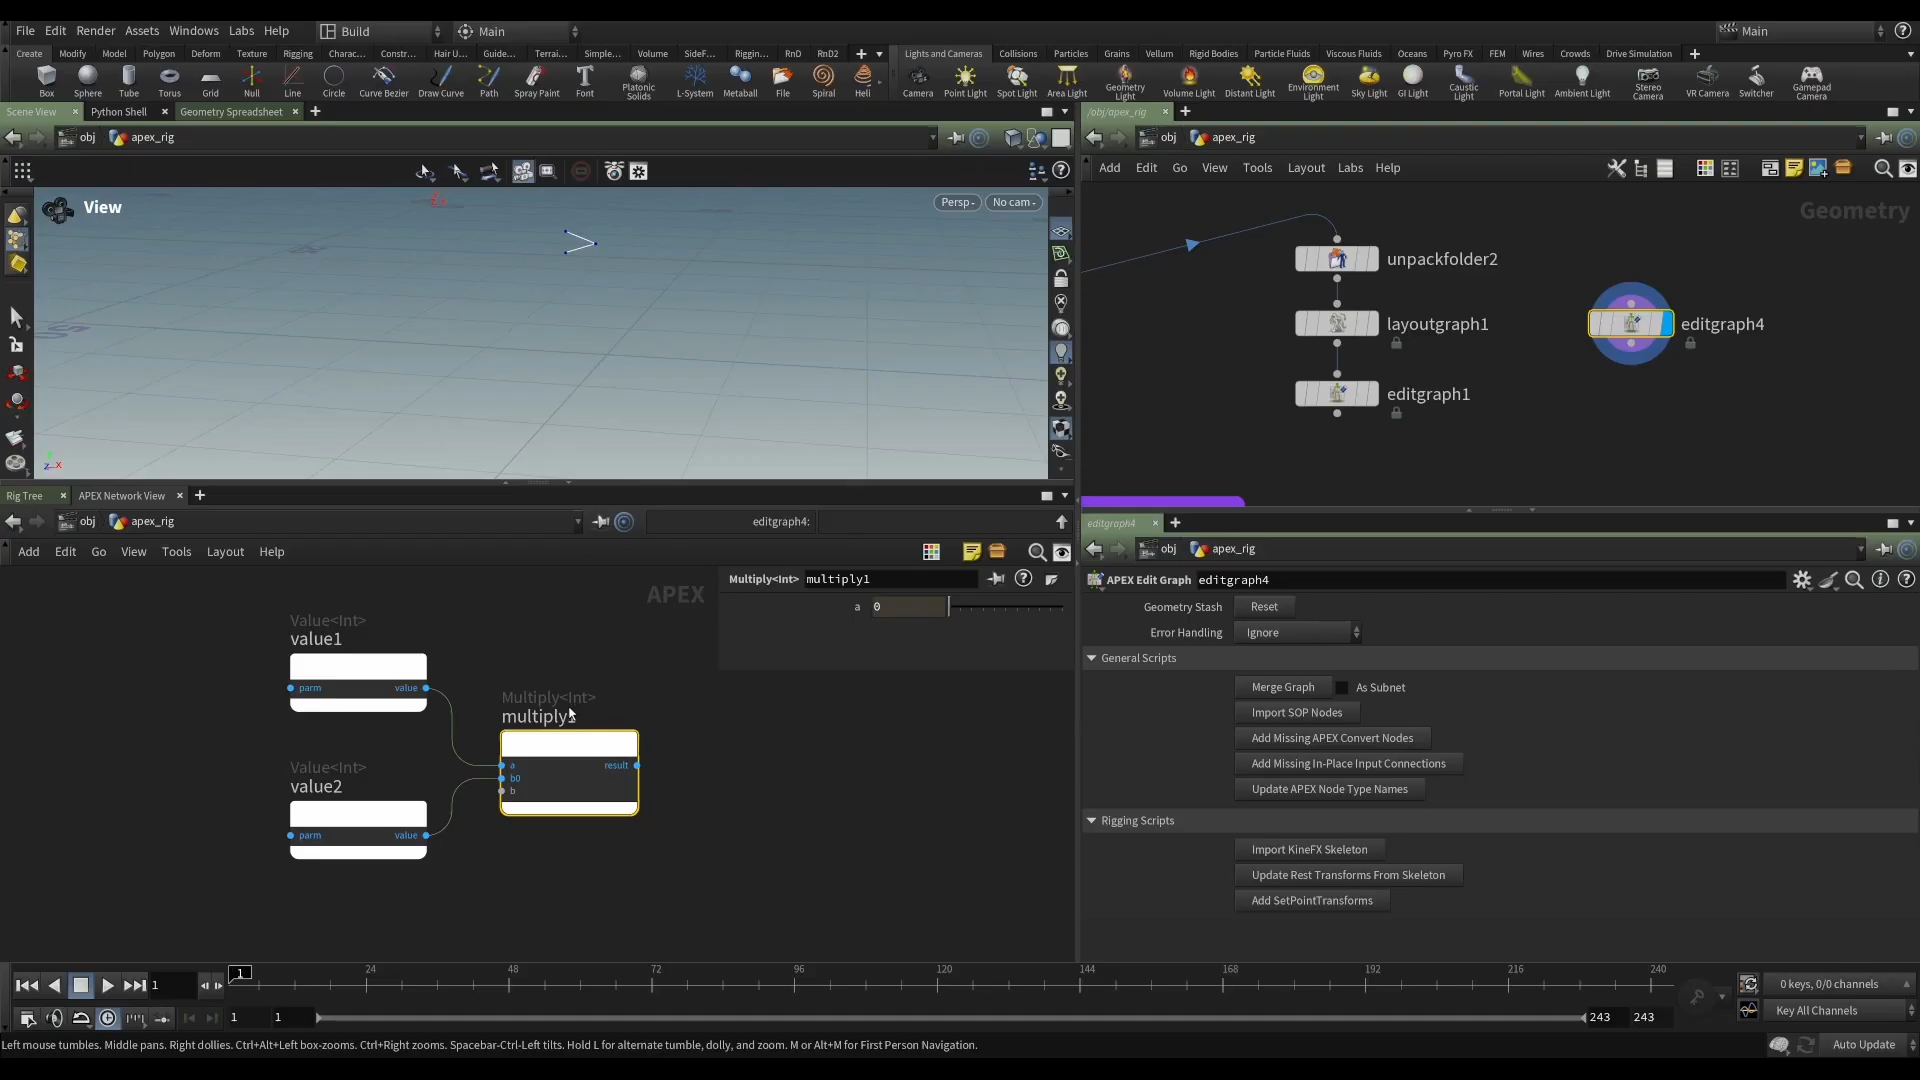 File Edit Render Assets Windows Labs Help Build Main Main
Create Modify Model Polygon Deform Texture Rigging Charac... Constr... Hair U... Guide... Terrai... Simple... Volume SideF... Riggin... RnD RnD2
Lights and Cameras Collisions Particles Grains Vellum Rigid Bodies Particle Fluids Viscous Fluids Oceans Pyro FX FEM Wires Crowds Drive Simulation
Box Sphere Tube Torus Grid Null Line Circle Curve Bezier Draw Curve Path Spray Paint Font Platonic Solids L-System Metaball File Spiral Heli
Camera Point Light Spot Light Area Light Geometry Light Volume Light Distant Light Environment Light Sky Light GI Light Caustic Light Portal Light Ambient Light Stereo Camera VR Camera Switcher Gamepad Camera
Scene View Python Shell Geometry Spreadsheet
obj apex_rig
View
Persp No cam
z x
/obj/apex_rig
obj apex_rig
Add Edit Go View Tools Layout Labs Help
Geometry
unpackfolder2
layoutgraph1
editgraph4
editgraph1
Rig Tree APEX Network View
obj apex_rig editgraph4:
Add Edit Go View Tools Layout Help
APEX
Multiply<Int> multiply1
a 0
Value<Int>
value1
parm value
Multiply<Int>
multiply1
a result
b0
b
Value<Int>
value2
parm value
editgraph4
obj apex_rig
APEX Edit Graph editgraph4
Geometry Stash Reset
Error Handling Ignore
General Scripts
Merge Graph As Subnet
Import SOP Nodes
Add Missing APEX Convert Nodes
Add Missing In-Place Input Connections
Update APEX Node Type Names
Rigging Scripts
Import KineFX Skeleton
Update Rest Transforms From Skeleton
Add SetPointTransforms
1 1 24 48 72 96 120 144 168 192 216 240
0 keys, 0/0 channels
1 1 243 243
Key All Channels
Left mouse tumbles. Middle pans. Right dollies. Ctrl+Alt+Left box-zooms. Ctrl+Right zooms. Spacebar-Ctrl-Left tilts. Hold L for alternate tumble, dolly, and zoom. M or Alt+M for First Person Navigation.
Auto Update